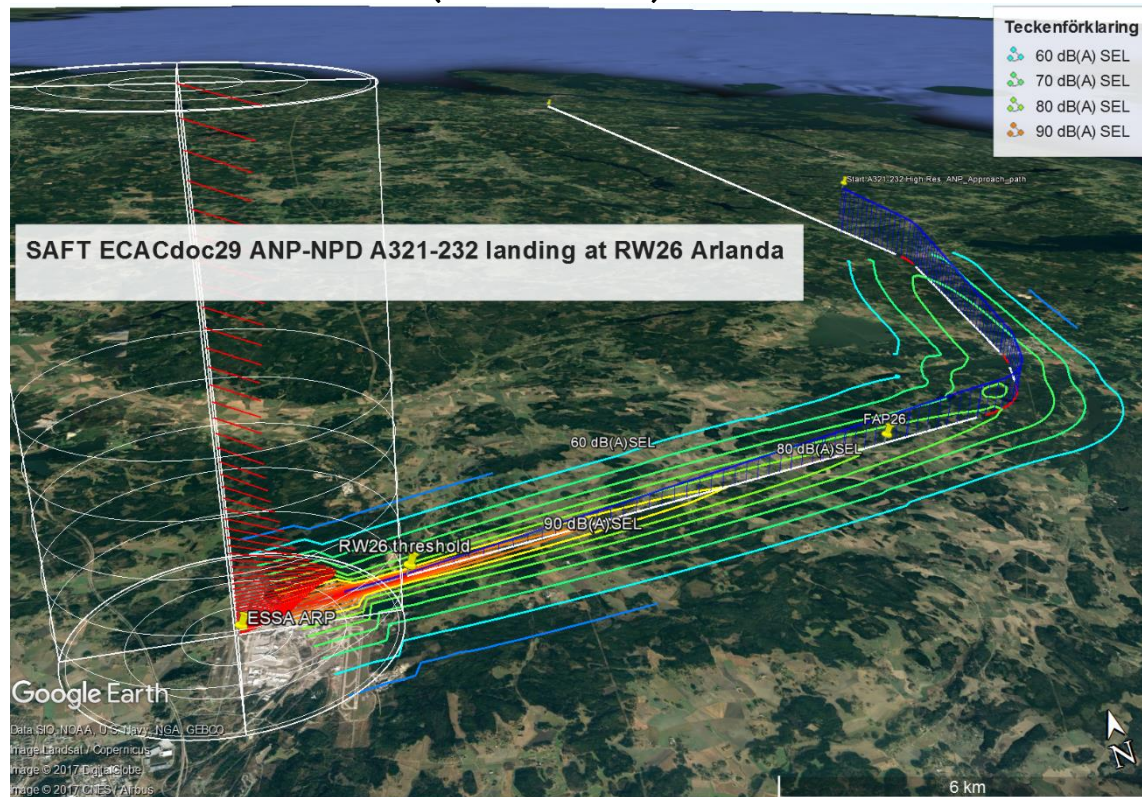 Teckenförklaring
60 dB(A) SEL
70 dB(A) SEL
80 dB(A) SEL
90 dB(A) SEL
Start A321-232 High Res. ANP_Approach_path
SAFT ECACdoc29 ANP-NPD A321-232 landing at RW26 Arlanda
FAP26
60 dB(A)SEL
80 dB(A)SEL
90 dB(A)SEL
RW26 threshold
ESSA ARP
Google Earth
Data SIO, NOAA, U.S. Navy, NGA, GEBCO
Image Landsat / Copernicus
Image © 2017 DigitalGlobe
Image © 2017 CNES / Airbus
N
6 km